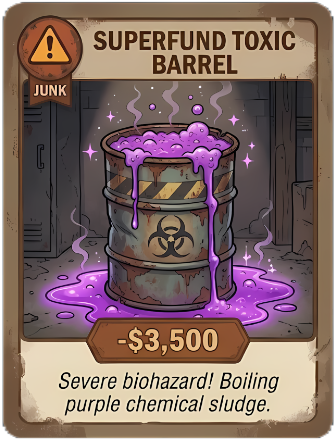 SUPERFUND TOXIC
BARREL
JUNK
-$3,500
Severe biohazard! Boiling
purple chemical sludge.